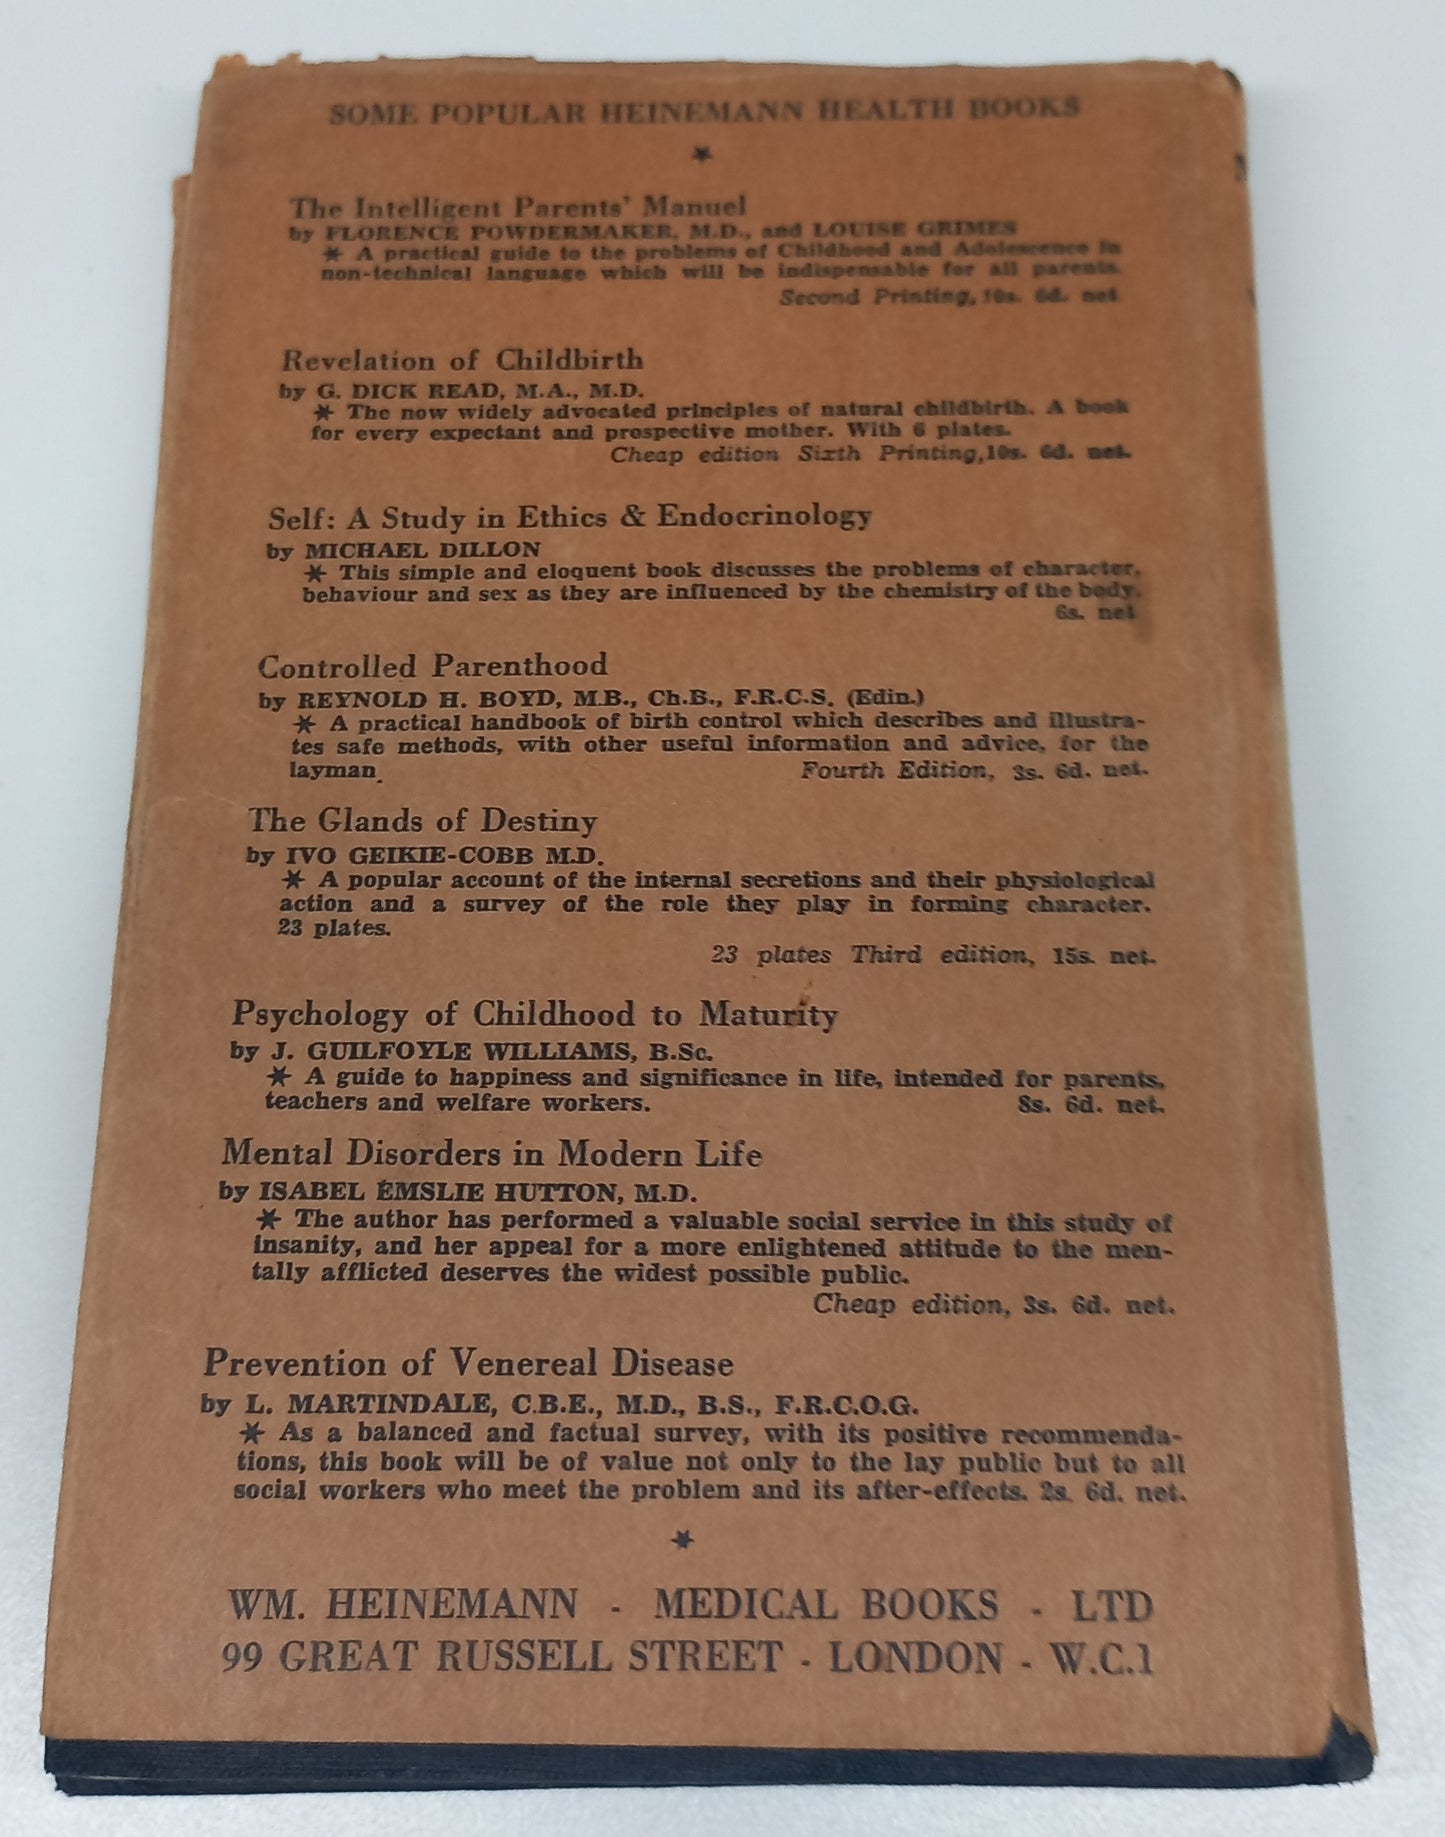 SOME POPULAR HEINEMANN HEALTH BOOKS
The Intelligent Parents' Manuel
by FLORENCE POWDERMAKER, M.D., and LOUISE GRIMES
* A practical guide to the problems of Childhood and Adolescence in
non-technical language which will be indispensable for all parents.
Second Printing, 10s. 6d. net
Revelation of Childbirth
by G. DICK READ, M.A., M.D.
* The now widely advocated principles of natural childbirth. A book
for every expectant and prospective mother. With 6 plates.
Cheap edition Sixth Printing, 10s. 6d. net.
Self: A Study in Ethics & Endocrinology
by MICHAEL DILLON
* This simple and eloquent book discusses the problems of character,
behaviour and sex as they are influenced by the chemistry of the body.
6s. net
Controlled Parenthood
by REYNOLD H. BOYD, M.B., Ch.B., F.R.C.S. (Edin.)
* A practical handbook of birth control which describes and illustra-
tes safe methods, with other useful information and advice, for the
layman. Fourth Edition, 3s. 6d. net.
The Glands of Destiny
by IVO GEIKIE-COBB M.D.
* A popular account of the internal secretions and their physiological
action and a survey of the role they play in forming character.
23 plates.
23 plates Third edition, 15s. net.
Psychology of Childhood to Maturity
by J. GUILFOYLE WILLIAMS, B.Sc.
* A guide to happiness and significance in life, intended for parents,
teachers and welfare workers. 8s. 6d. net.
Mental Disorders in Modern Life
by ISABEL EMSLIE HUTTON, M.D.
* The author has performed a valuable social service in this study of
insanity, and her appeal for a more enlightened attitude to the men-
tally afflicted deserves the widest possible public.
Cheap edition, 3s. 6d. net.
Prevention of Venereal Disease
by L. MARTINDALE, C.B.E., M.D., B.S., F.R.C.O.G.
* As a balanced and factual survey, with its positive recommenda-
tions, this book will be of value not only to the lay public but to all
social workers who meet the problem and its after-effects. 2s. 6d. net.
WM. HEINEMANN - MEDICAL BOOKS - LTD
99 GREAT RUSSELL STREET - LONDON - W.C.1